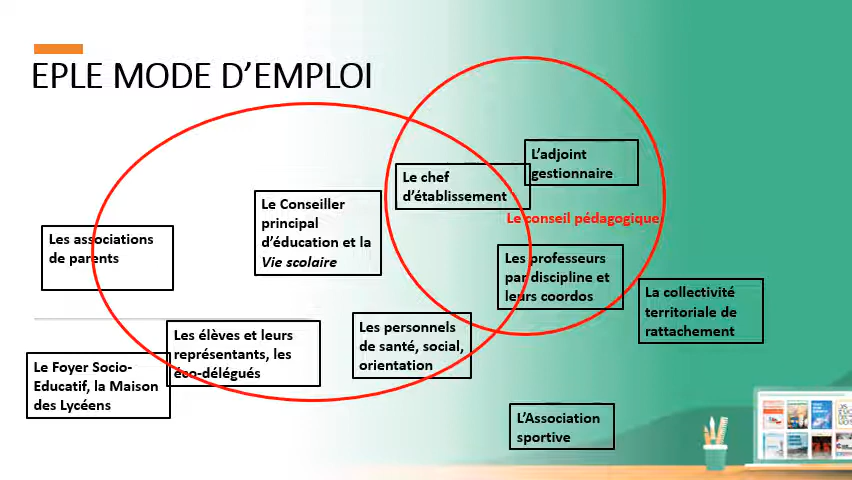 EPLE MODE D’EMPLOI
L’adjoint
gestionnaire
Le chef
d’établissement
Le Conseiller
principal
d’éducation et la
Vie scolaire
Le conseil pédagogique
Les associations
de parents
Les professeurs
par discipline et
leurs coordos
La collectivité
territoriale de
rattachement
Les élèves et leurs
représentants, les
éco-délégués
Les personnels
de santé, social,
orientation
Le Foyer Socio-
Educatif, la Maison
des Lycéens
L’Association
sportive